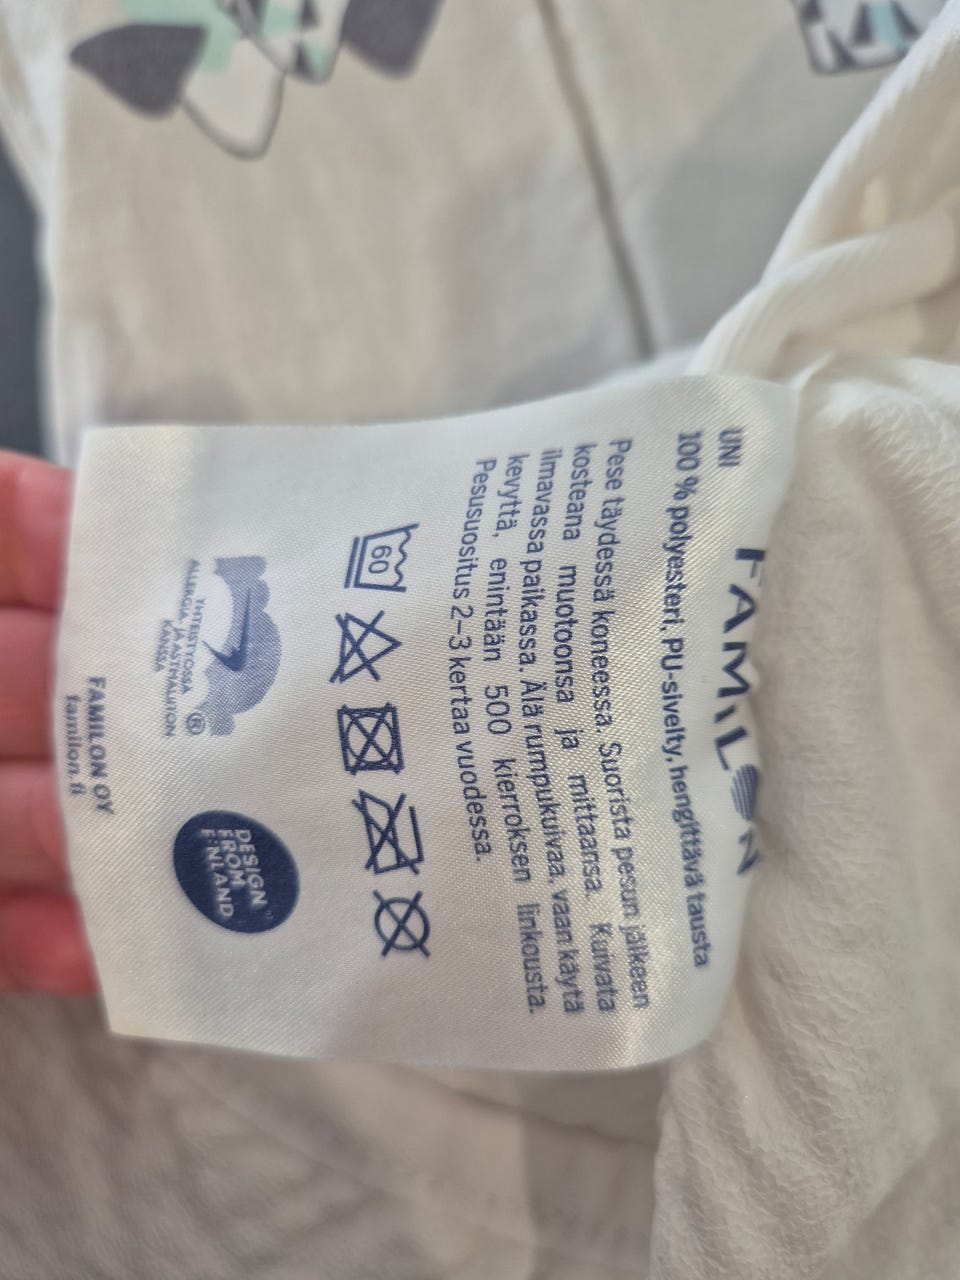 FAMILON
UNI
100 % polyesteri, PU-sivelty, hengittävä tausta
Pese täydessä koneessa. Suorista pesun jälkeen
kosteana muotoonsa ja mittaansa. Kuivata
ilmavassa paikassa. Älä rumpukuivaa, vaan käytä
kevyttä, enintään 500 kierroksen linkousta.
Pesusuositus 2–3 kertaa vuodessa.
60
®
YHTEISTYÖSSÄ
ALLERGIA- JA ASTMALIITON
KANSSA
DESIGN
FROM
FINLAND
FAMILON OY
familon.fi